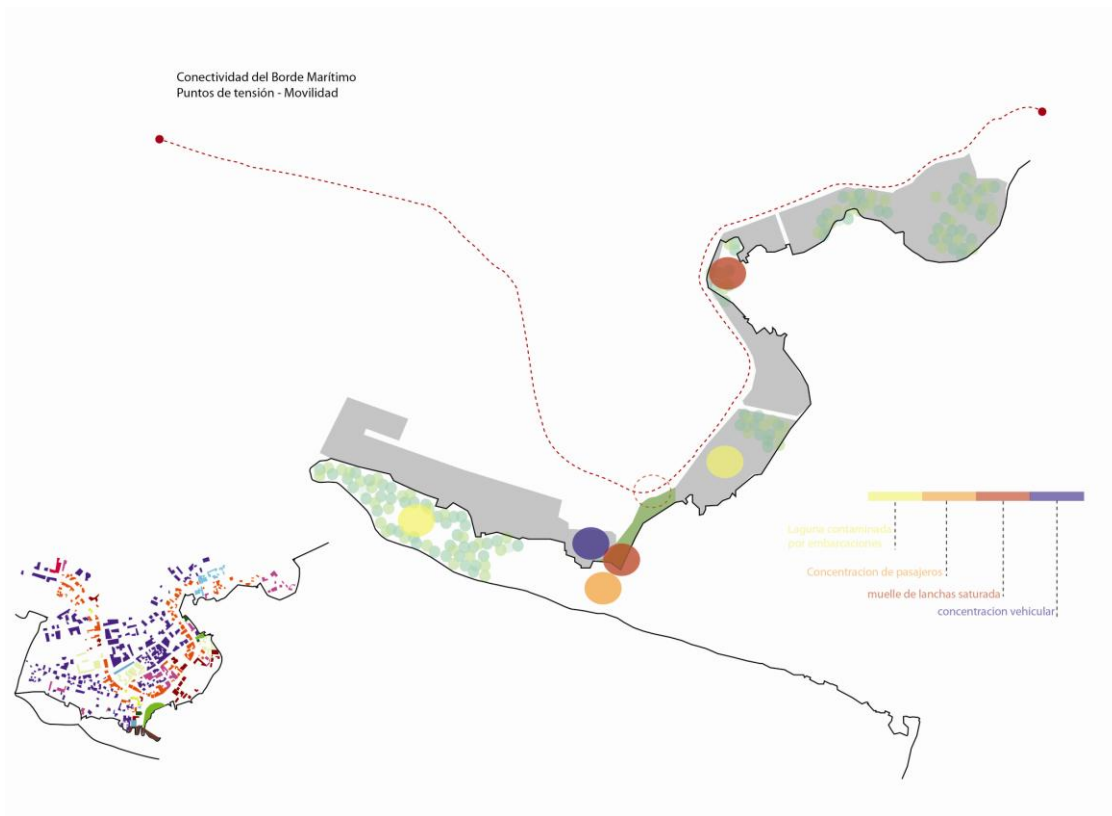 Conectividad del Borde Marítimo
Puntos de tensión - Movilidad
Lagarte contaminada
por embarcaciones
Concentracion de pasajeros
muelle de lanchas saturada
concentracion vehicular